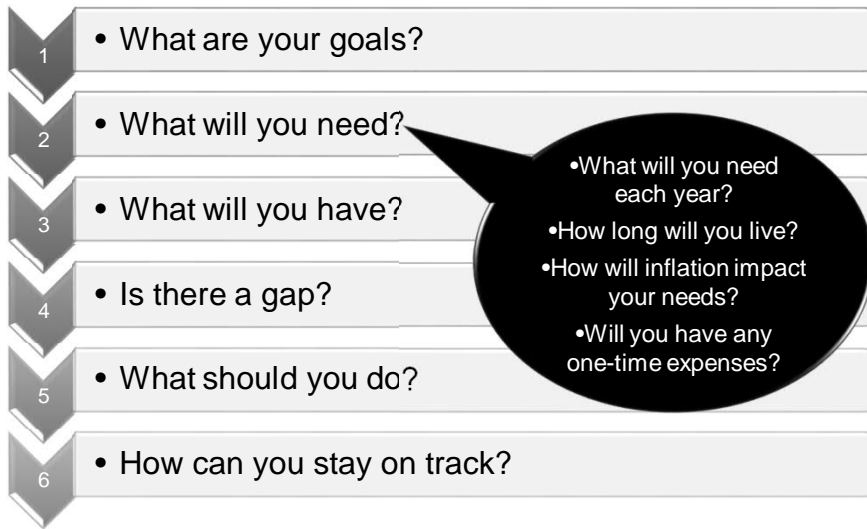 1
• What are your goals?
2
• What will you need?
3
• What will you have?
4
• Is there a gap?
5
• What should you do?
6
• How can you stay on track?
•What will you need
each year?
•How long will you live?
•How will inflation impact
your needs?
•Will you have any
one-time expenses?